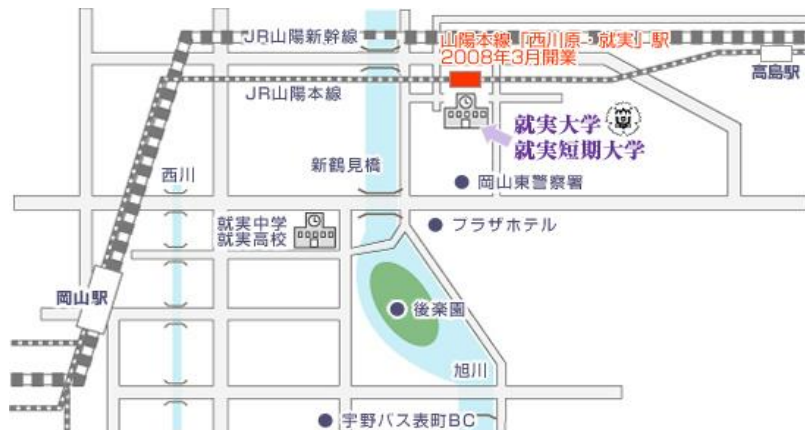 JR山陽新幹線
山陽本線「西川原・就実」駅
2008年3月開業
高島駅
JR山陽本線
就実大学
就実短期大学
新鶴見橋
西川
岡山東警察署
就実中学
就実高校
プラザホテル
岡山駅
後楽園
旭川
宇野バス表町BC